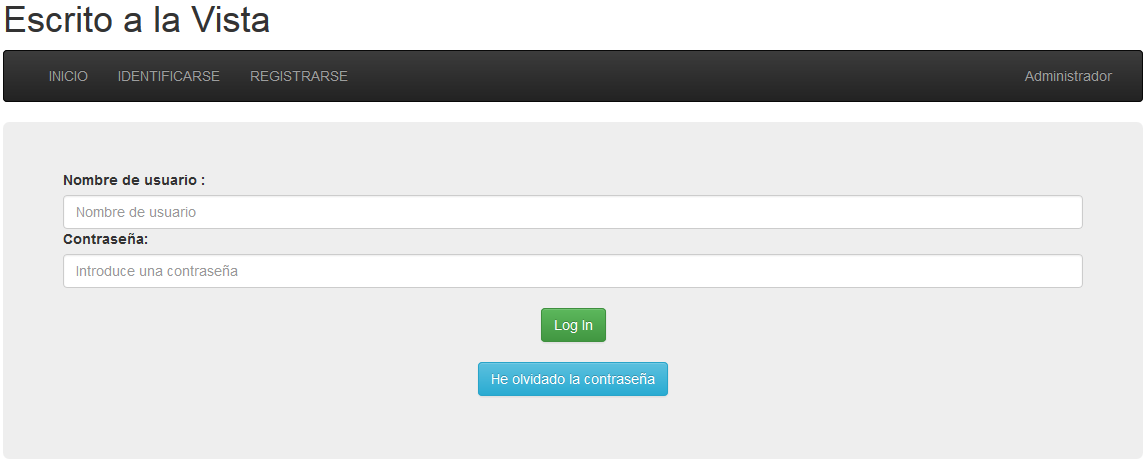 Escrito a la Vista
INICIO IDENTIFICARSE REGISTRARSE Administrador
Nombre de usuario :
Nombre de usuario
Contraseña:
Introduce una contraseña
Log In
He olvidado la contraseña